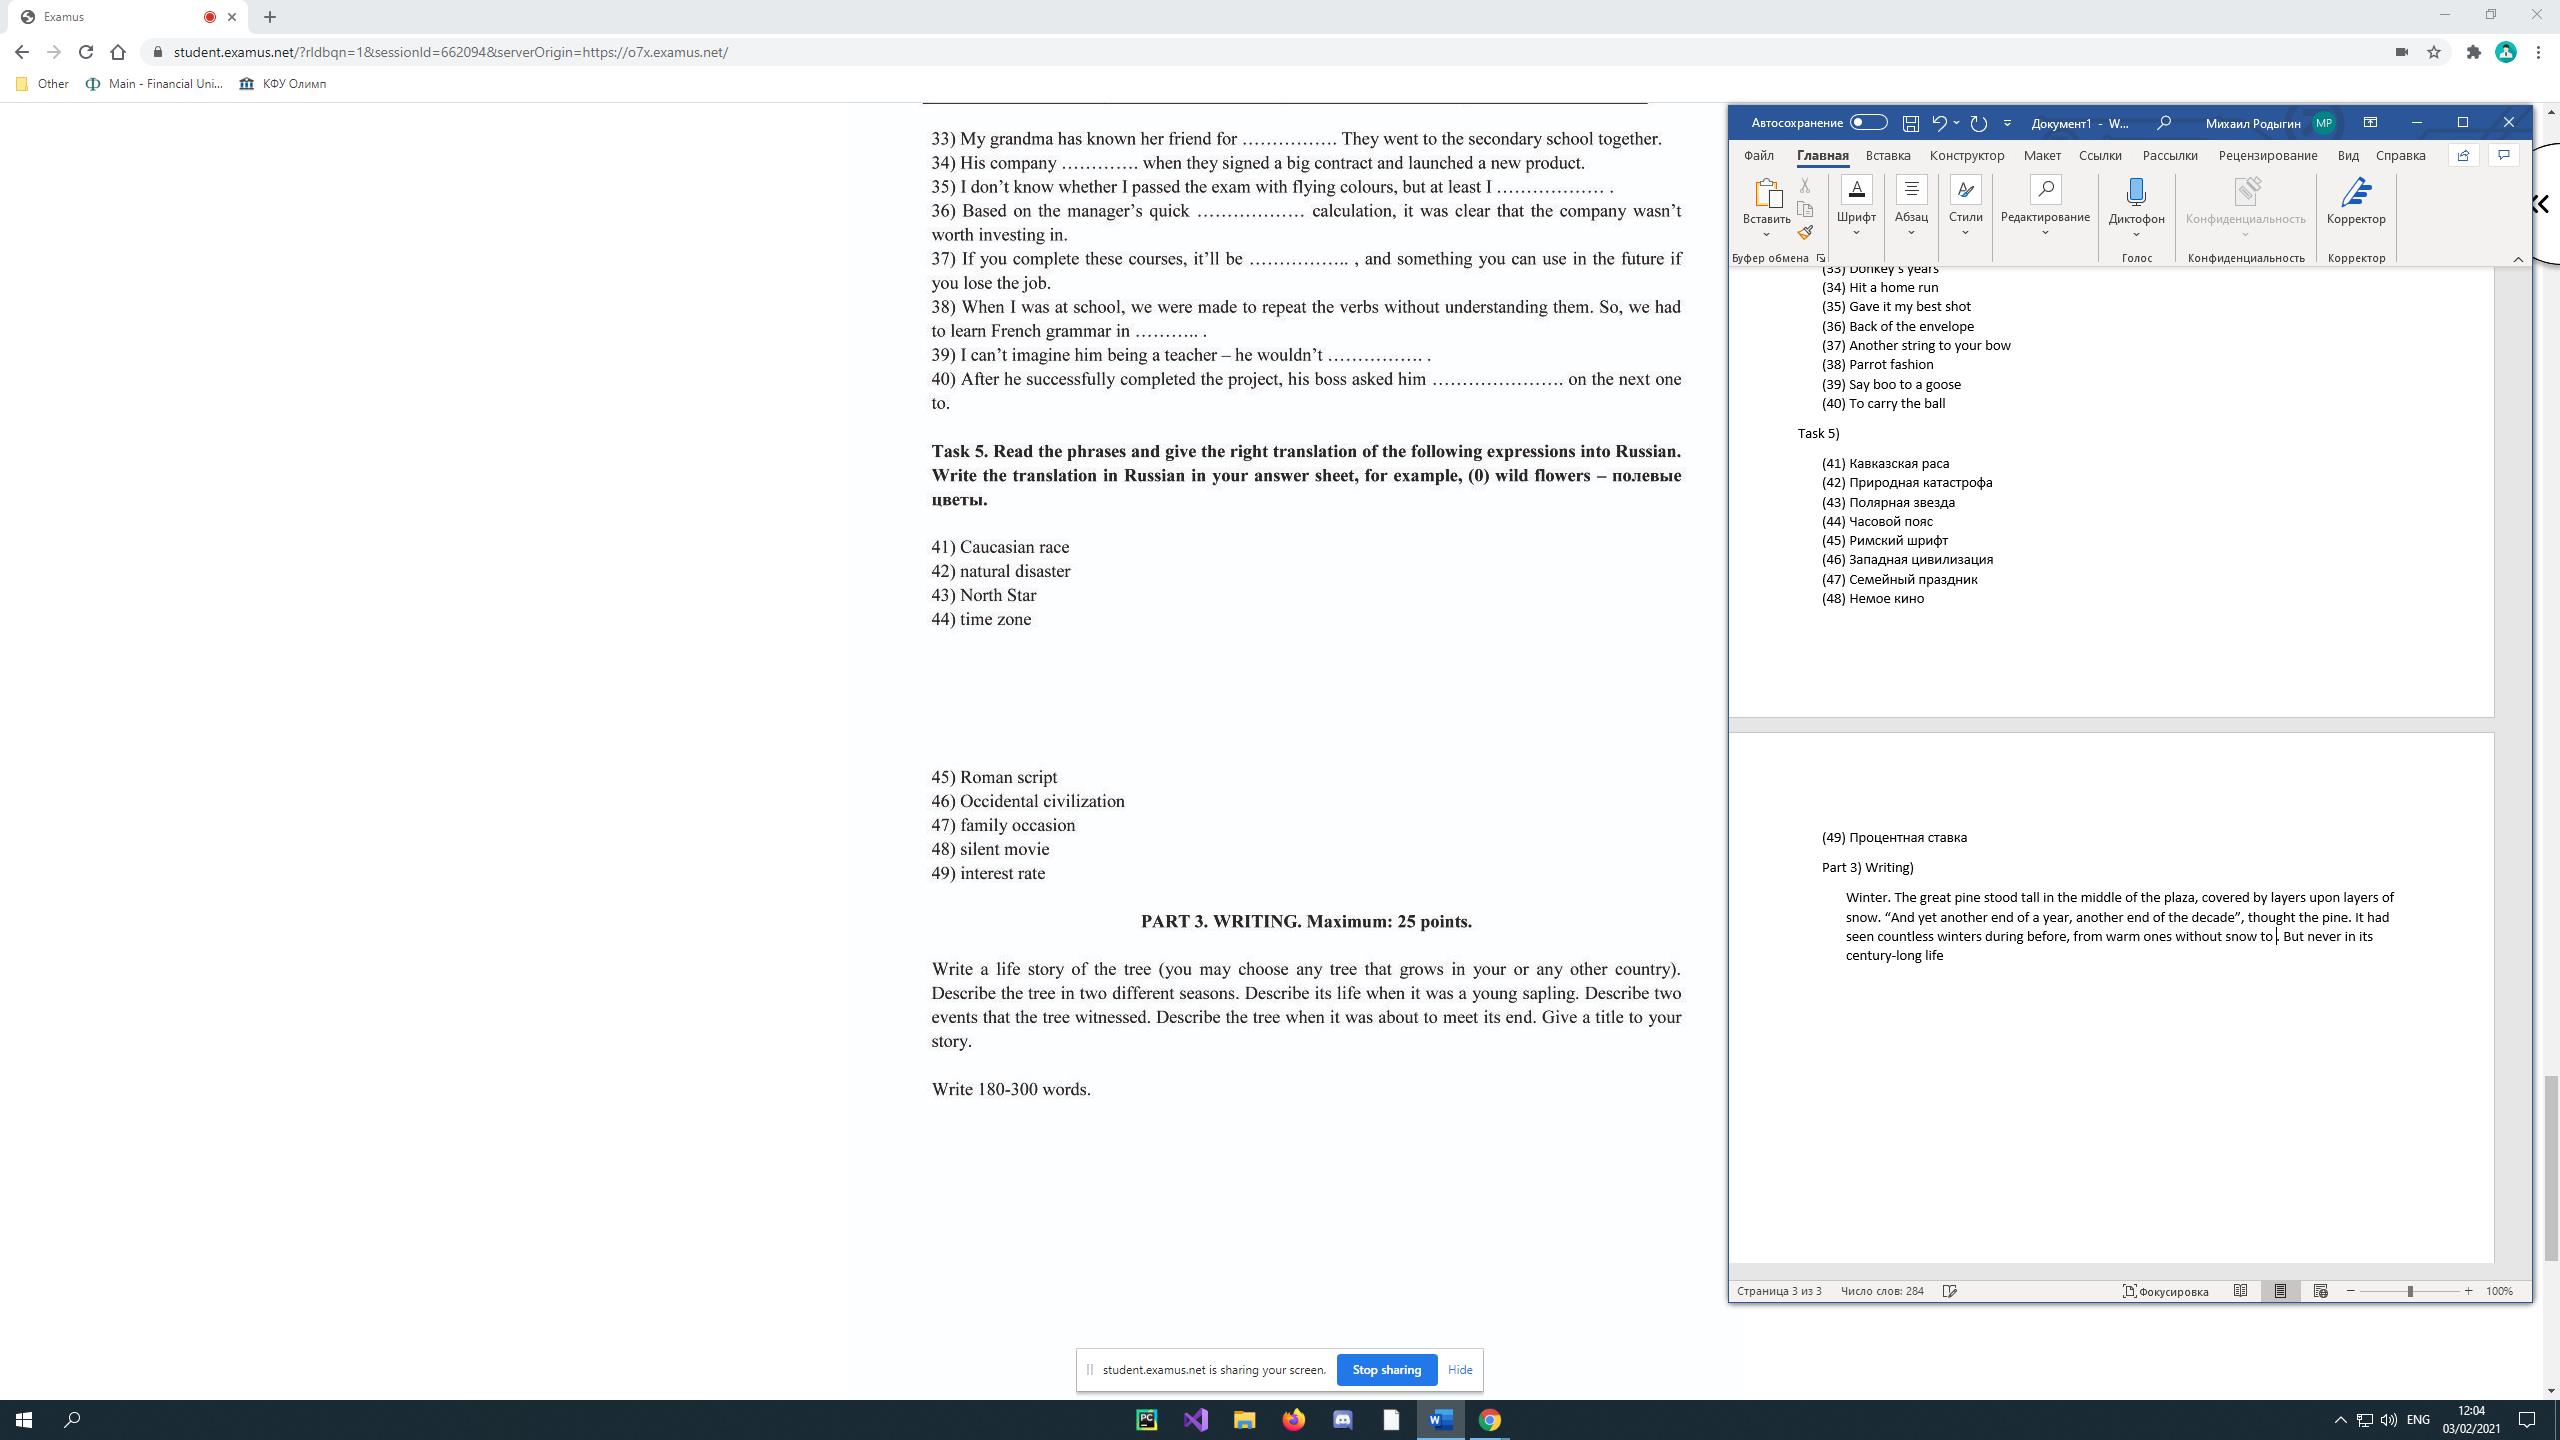 Examus
student.examus.net/?rldbqn=1&sessionId=662094&serverOrigin=https://o7x.examus.net/
Other
Main - Financial Uni...
КФУ Олимп
33) My grandma has known her friend for ……………. They went to the secondary school together.
34) His company …………. when they signed a big contract and launched a new product.
35) I don’t know whether I passed the exam with flying colours, but at least I ……………… .
36) Based on the manager’s quick ……………… calculation, it was clear that the company wasn’t
worth investing in.
37) If you complete these courses, it’ll be …………….. , and something you can use in the future if
you lose the job.
38) When I was at school, we were made to repeat the verbs without understanding them. So, we had
to learn French grammar in ……….. .
39) I can’t imagine him being a teacher – he wouldn’t ……………. .
40) After he successfully completed the project, his boss asked him …………………. on the next one
to.
Task 5. Read the phrases and give the right translation of the following expressions into Russian.
Write the translation in Russian in your answer sheet, for example, (0) wild flowers – полевые
цветы.
41) Caucasian race
42) natural disaster
43) North Star
44) time zone
45) Roman script
46) Occidental civilization
47) family occasion
48) silent movie
49) interest rate
PART 3. WRITING. Maximum: 25 points.
Write a life story of the tree (you may choose any tree that grows in your or any other country).
Describe the tree in two different seasons. Describe its life when it was a young sapling. Describe two
events that the tree witnessed. Describe the tree when it was about to meet its end. Give a title to your
story.
Write 180-300 words.
Автосохранение
Документ1 - W...
Михаил Родыгин
МР
Файл
Главная
Вставка
Конструктор
Макет
Ссылки
Рассылки
Рецензирование
Вид
Справка
Вставить
Шрифт
Абзац
Стили
Редактирование
Диктофон
Конфиденциальность
Корректор
Буфер обмена
Голос
Конфиденциальность
Корректор
(33) Donkey's years
(34) Hit a home run
(35) Gave it my best shot
(36) Back of the envelope
(37) Another string to your bow
(38) Parrot fashion
(39) Say boo to a goose
(40) To carry the ball
Task 5)
(41) Кавказская раса
(42) Природная катастрофа
(43) Полярная звезда
(44) Часовой пояс
(45) Римский шрифт
(46) Западная цивилизация
(47) Семейный праздник
(48) Немое кино
(49) Процентная ставка
Part 3) Writing)
Winter. The great pine stood tall in the middle of the plaza, covered by layers upon layers of
snow. “And yet another end of a year, another end of the decade”, thought the pine. It had
seen countless winters during before, from warm ones without snow to . But never in its
century-long life
Страница 3 из 3
Число слов: 284
Фокусировка
100%
student.examus.net is sharing your screen.
Stop sharing
Hide
PC
W
ENG
12:04
03/02/2021